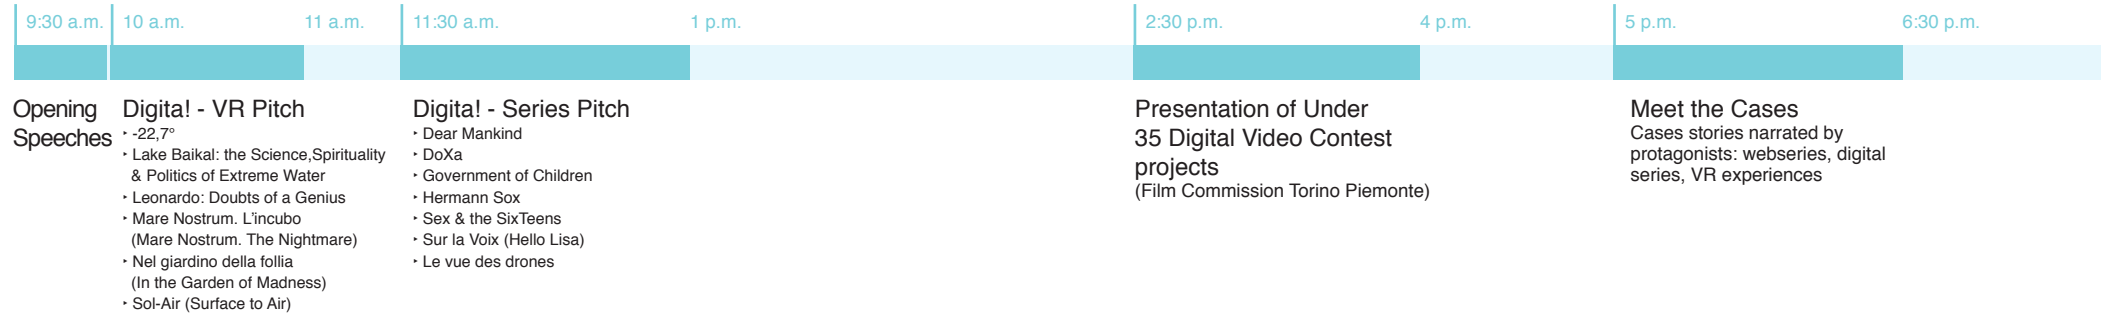 9:30 a.m. 10 a.m. 11 a.m. 11:30 a.m. 1 p.m. 2:30 p.m. 4 p.m. 5 p.m. 6:30 p.m.
Opening
Speeches
Digita! - VR Pitch
‣ -22,7°
‣ Lake Baikal: the Science,Spirituality
& Politics of Extreme Water
‣ Leonardo: Doubts of a Genius
‣ Mare Nostrum. L’incubo
(Mare Nostrum. The Nightmare)
‣ Nel giardino della follia
(In the Garden of Madness)
‣ Sol-Air (Surface to Air)
Digita! - Series Pitch
‣ Dear Mankind
‣ DoXa
‣ Government of Children
‣ Hermann Sox
‣ Sex & the SixTeens
‣ Sur la Voix (Hello Lisa)
‣ Le vue des drones
Presentation of Under
35 Digital Video Contest
projects
(Film Commission Torino Piemonte)
Meet the Cases
Cases stories narrated by
protagonists: webseries, digital
series, VR experiences